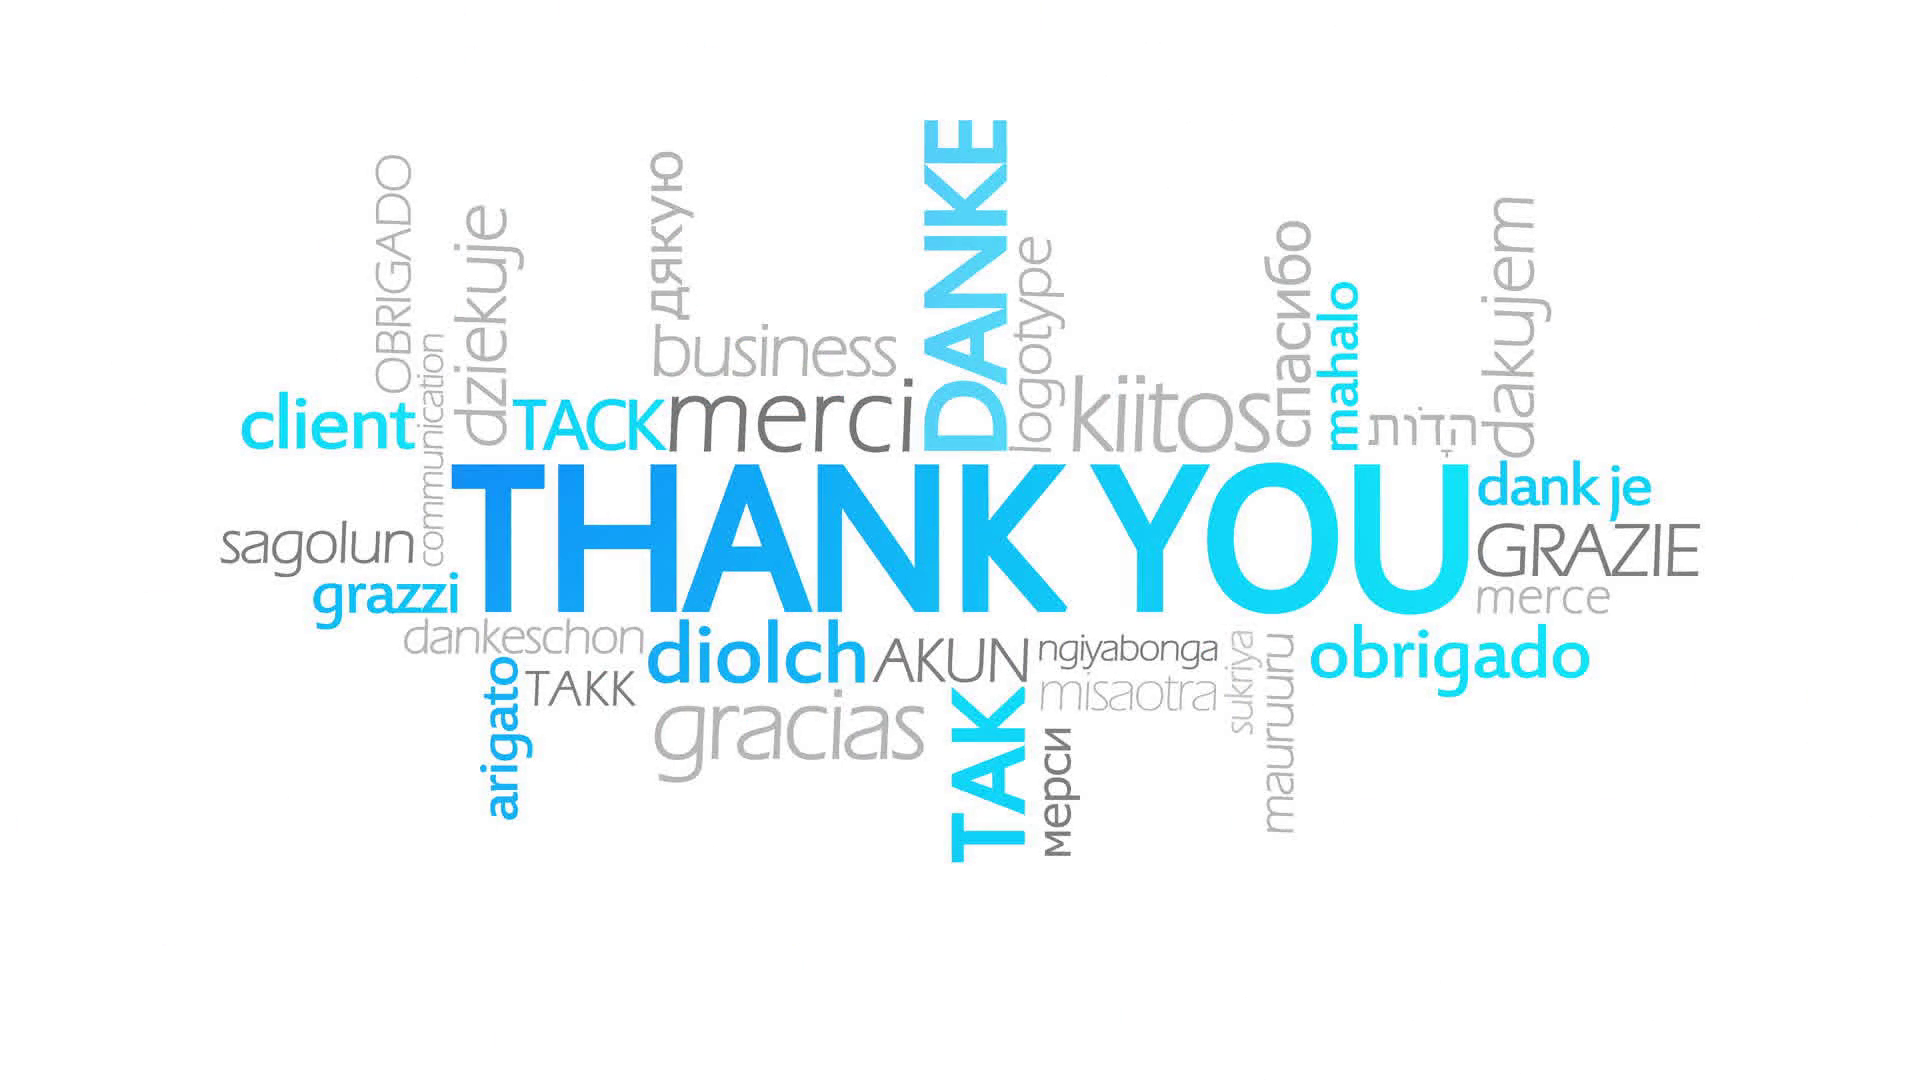 OBRIGADO
communication
dziekuje
дякую
business
DANKE
logotype
client
TACK
merci
kiitos
спасибо
mahalo
dakujem
THANK YOU
dank je
sagolun
GRAZIE
grazzi
merce
dankeschon
diolch
AKUN
ngiyabonga
obrigado
arigato
TAKK
gracias
TAK
misaotra
мерси
sukriya
mauruuru